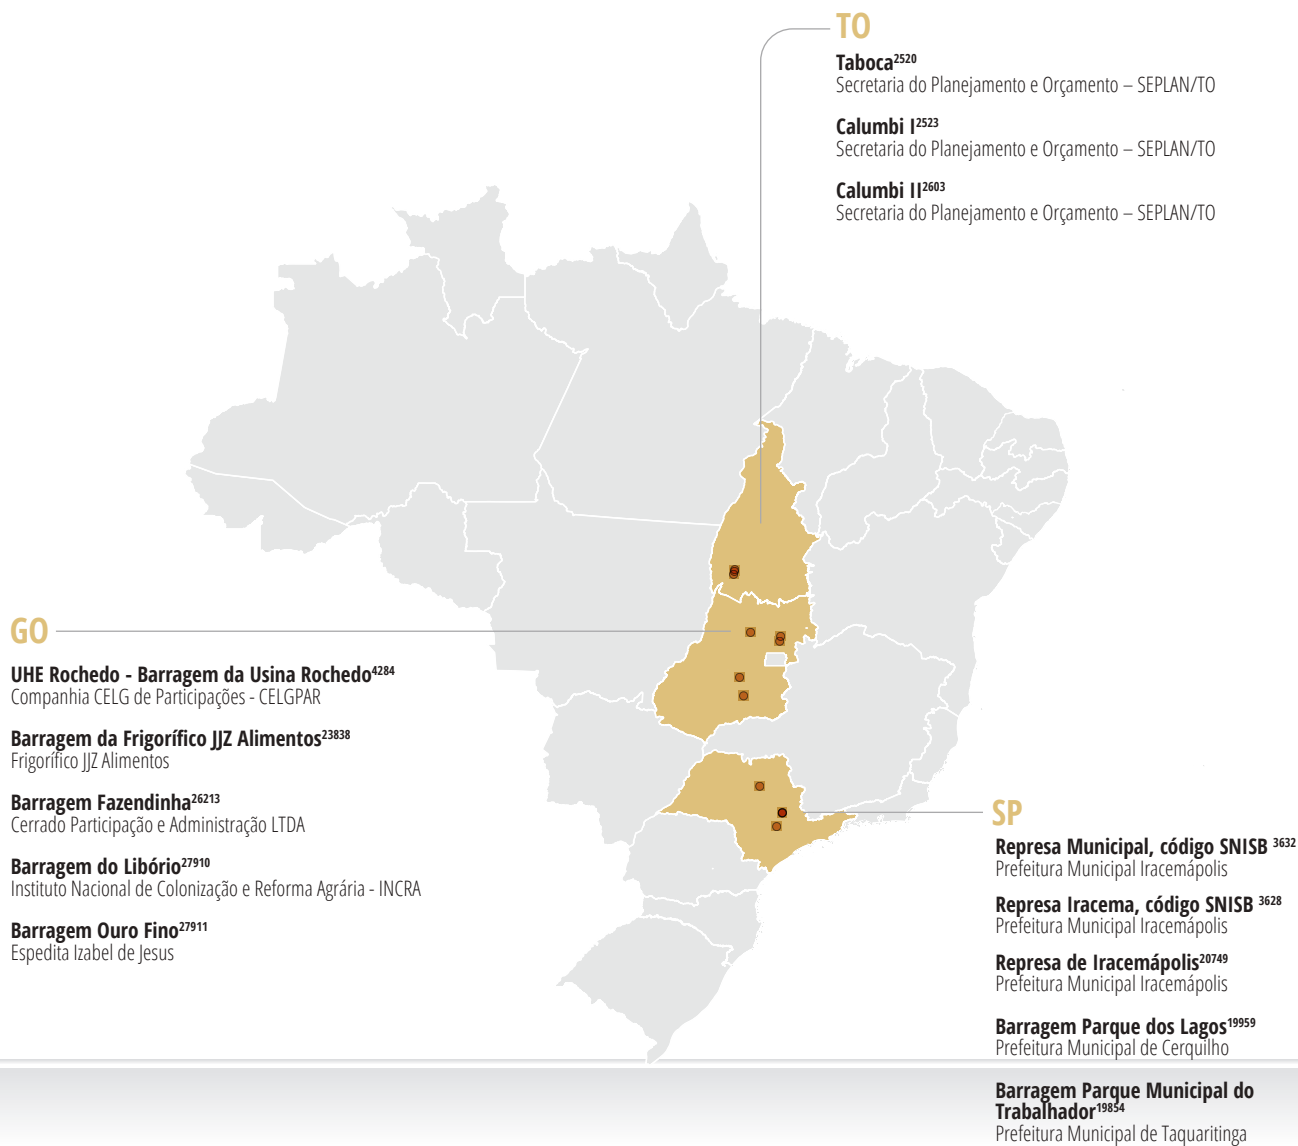 TO
Taboca2520
Secretaria do Planejamento e Orçamento – SEPLAN/TO
Calumbi I2523
Secretaria do Planejamento e Orçamento – SEPLAN/TO
Calumbi II2603
Secretaria do Planejamento e Orçamento – SEPLAN/TO
GO
UHE Rochedo - Barragem da Usina Rochedo4284
Companhia CELG de Participações - CELGPAR
Barragem da Frigorífico JJZ Alimentos23838
Frigorífico JJZ Alimentos
Barragem Fazendinha26213
Cerrado Participação e Administração LTDA
Barragem do Libório27910
Instituto Nacional de Colonização e Reforma Agrária - INCRA
Barragem Ouro Fino27911
Espedita Izabel de Jesus
SP
Represa Municipal, código SNISB 3632
Prefeitura Municipal Iracemápolis
Represa Iracema, código SNISB 3628
Prefeitura Municipal Iracemápolis
Represa de Iracemápolis20749
Prefeitura Municipal Iracemápolis
Barragem Parque dos Lagos19959
Prefeitura Municipal de Cerquilho
Barragem Parque Municipal do
Trabalhador19854
Prefeitura Municipal de Taquaritinga